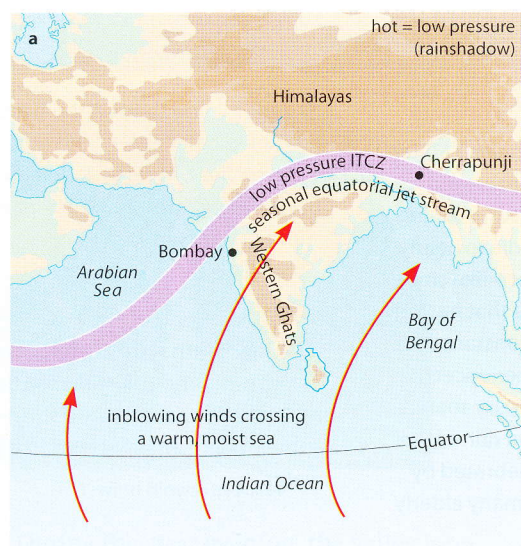 a
hot = low pressure
(rainshadow)
Himalayas
low pressure ITCZ
Cherrapunji
seasonal equatorial jet stream
Bombay
Western Ghats
Arabian
Sea
Bay of
Bengal
inblowing winds crossing
a warm, moist sea
Equator
Indian Ocean